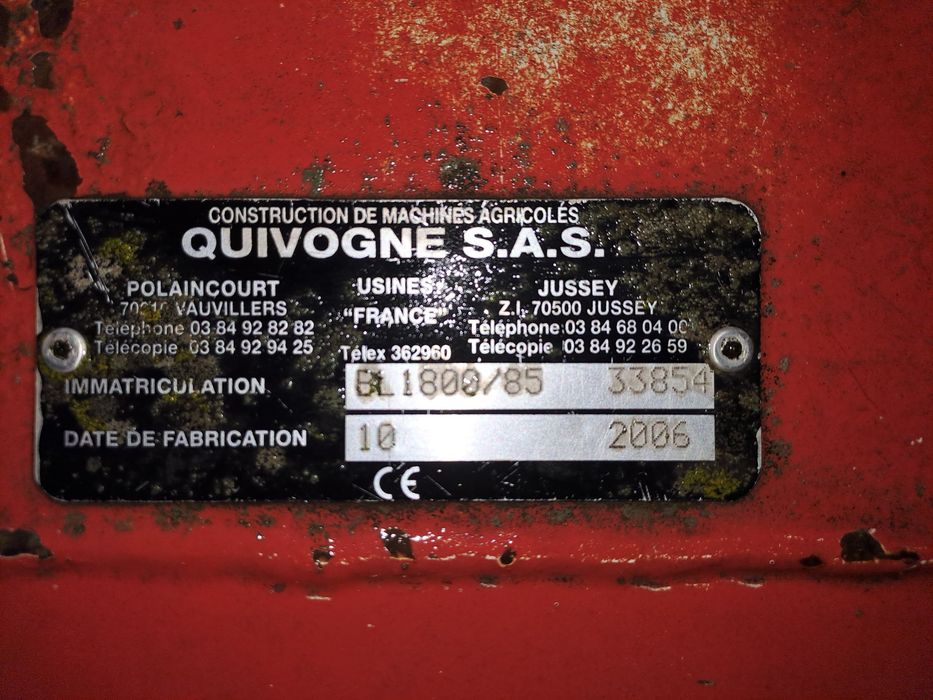 CONSTRUCTION DE MACHINES AGRICOLES
QUIVOGNE S.A.S.
POLAINCOURT USINES JUSSEY
VAUVILLERS "FRANCE" Z.I. 70500 JUSSEY
Téléphone 03 84 92 82 82 Téléphone 03 84 68 04 00
Télécopie 03 84 92 94 25 Télex 362960 Télécopie 03 84 92 26 59
IMMATRICULATION BL1800/85 33854
DATE DE FABRICATION 10 2006
CE